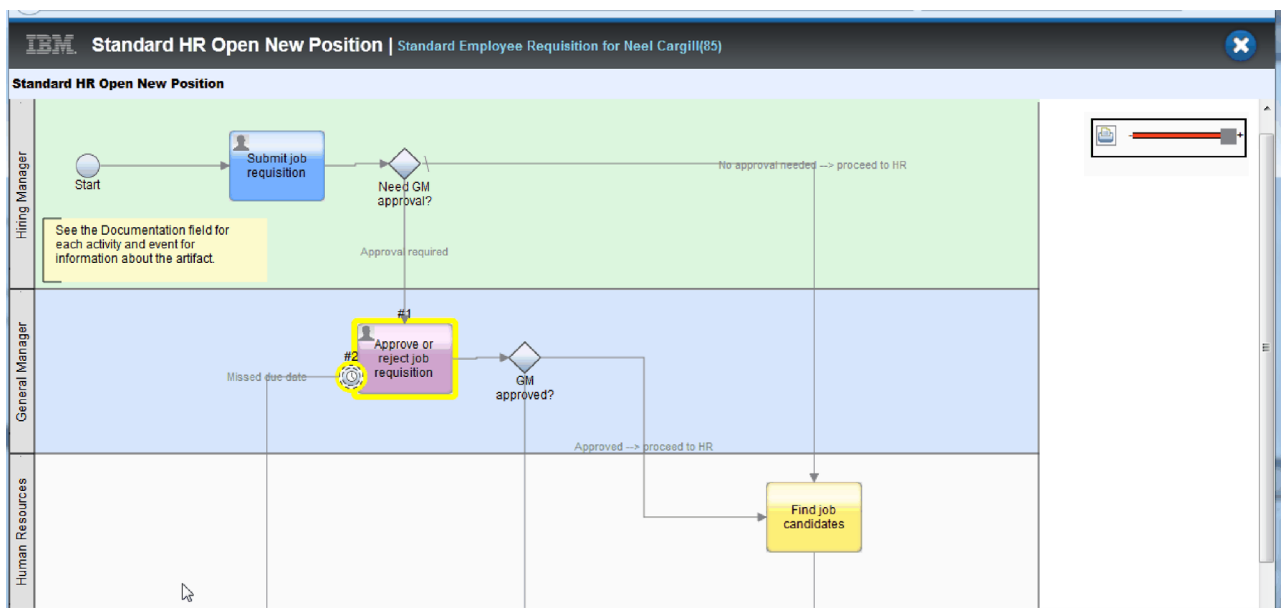 IBM. Standard HR Open New Position | Standard Employee Requisition for Neel Cargill(85)
Standard HR Open New Position
Hiring Manager
Start
Submit job
requisition
Need GM
approval?
No approval needed --> proceed to HR
See the Documentation field for
each activity and event for
information about the artifact.
Approval required
General Manager
#1
Approve or
reject job
requisition
#2
Missed due date
GM
approved?
Approved --> proceed to HR
Human Resources
Find job
candidates